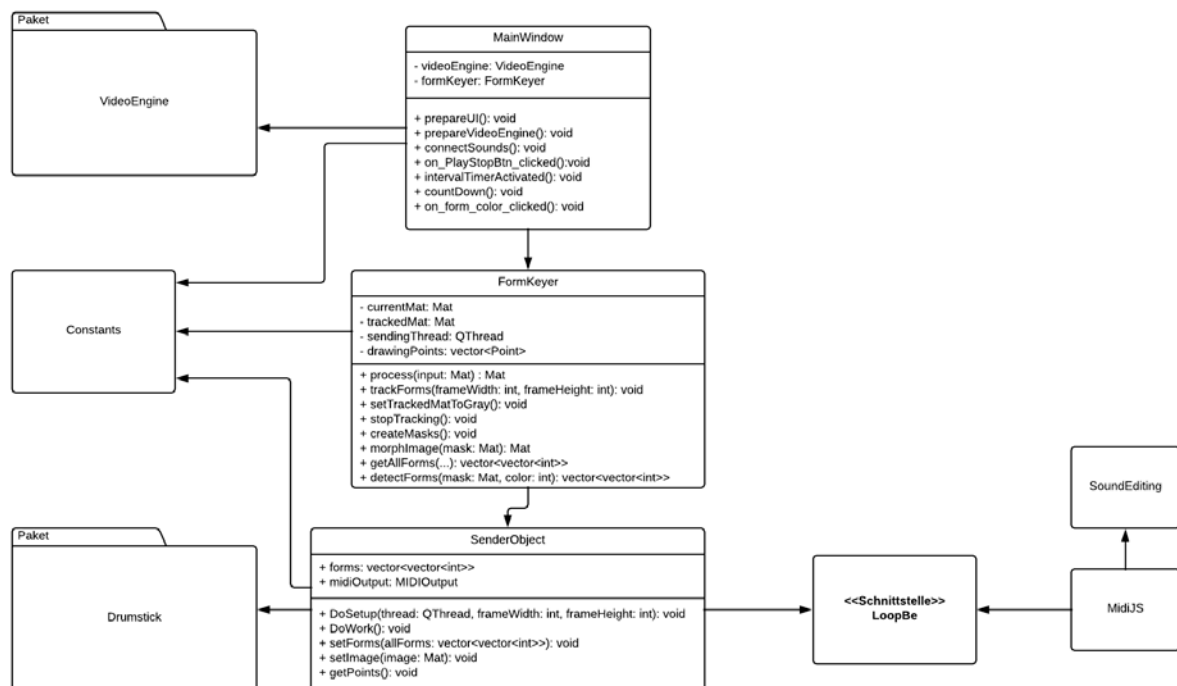 Paket
VideoEngine
MainWindow
- videoEngine: VideoEngine
- formKeyer: FormKeyer
+ prepareUI(): void
+ prepareVideoEngine(): void
+ connectSounds(): void
+ on_PlayStopBtn_clicked():void
+ intervalTimerActivated(): void
+ countDown(): void
+ on_form_color_clicked(): void
Constants
FormKeyer
- currentMat: Mat
- trackedMat: Mat
- sendingThread: QThread
- drawingPoints: vector<Point>
+ process(input: Mat) : Mat
+ trackForms(frameWidth: int, frameHeight: int): void
+ setTrackedMatToGray(): void
+ stopTracking(): void
+ createMasks(): void
+ morphImage(mask: Mat): Mat
+ getAllForms(...): vector<vector<int>>
+ detectForms(mask: Mat, color: int): vector<vector<int>>
Paket
Drumstick
SenderObject
+ forms: vector<vector<int>>
+ midiOutput: MIDIOutput
+ DoSetup(thread: QThread, frameWidth: int, frameHeight: int): void
+ DoWork(): void
+ setForms(allForms: vector<vector<int>>): void
+ setImage(image: Mat): void
+ getPoints(): void
<<Schnittstelle>>
LoopBe
SoundEditing
MidiJS